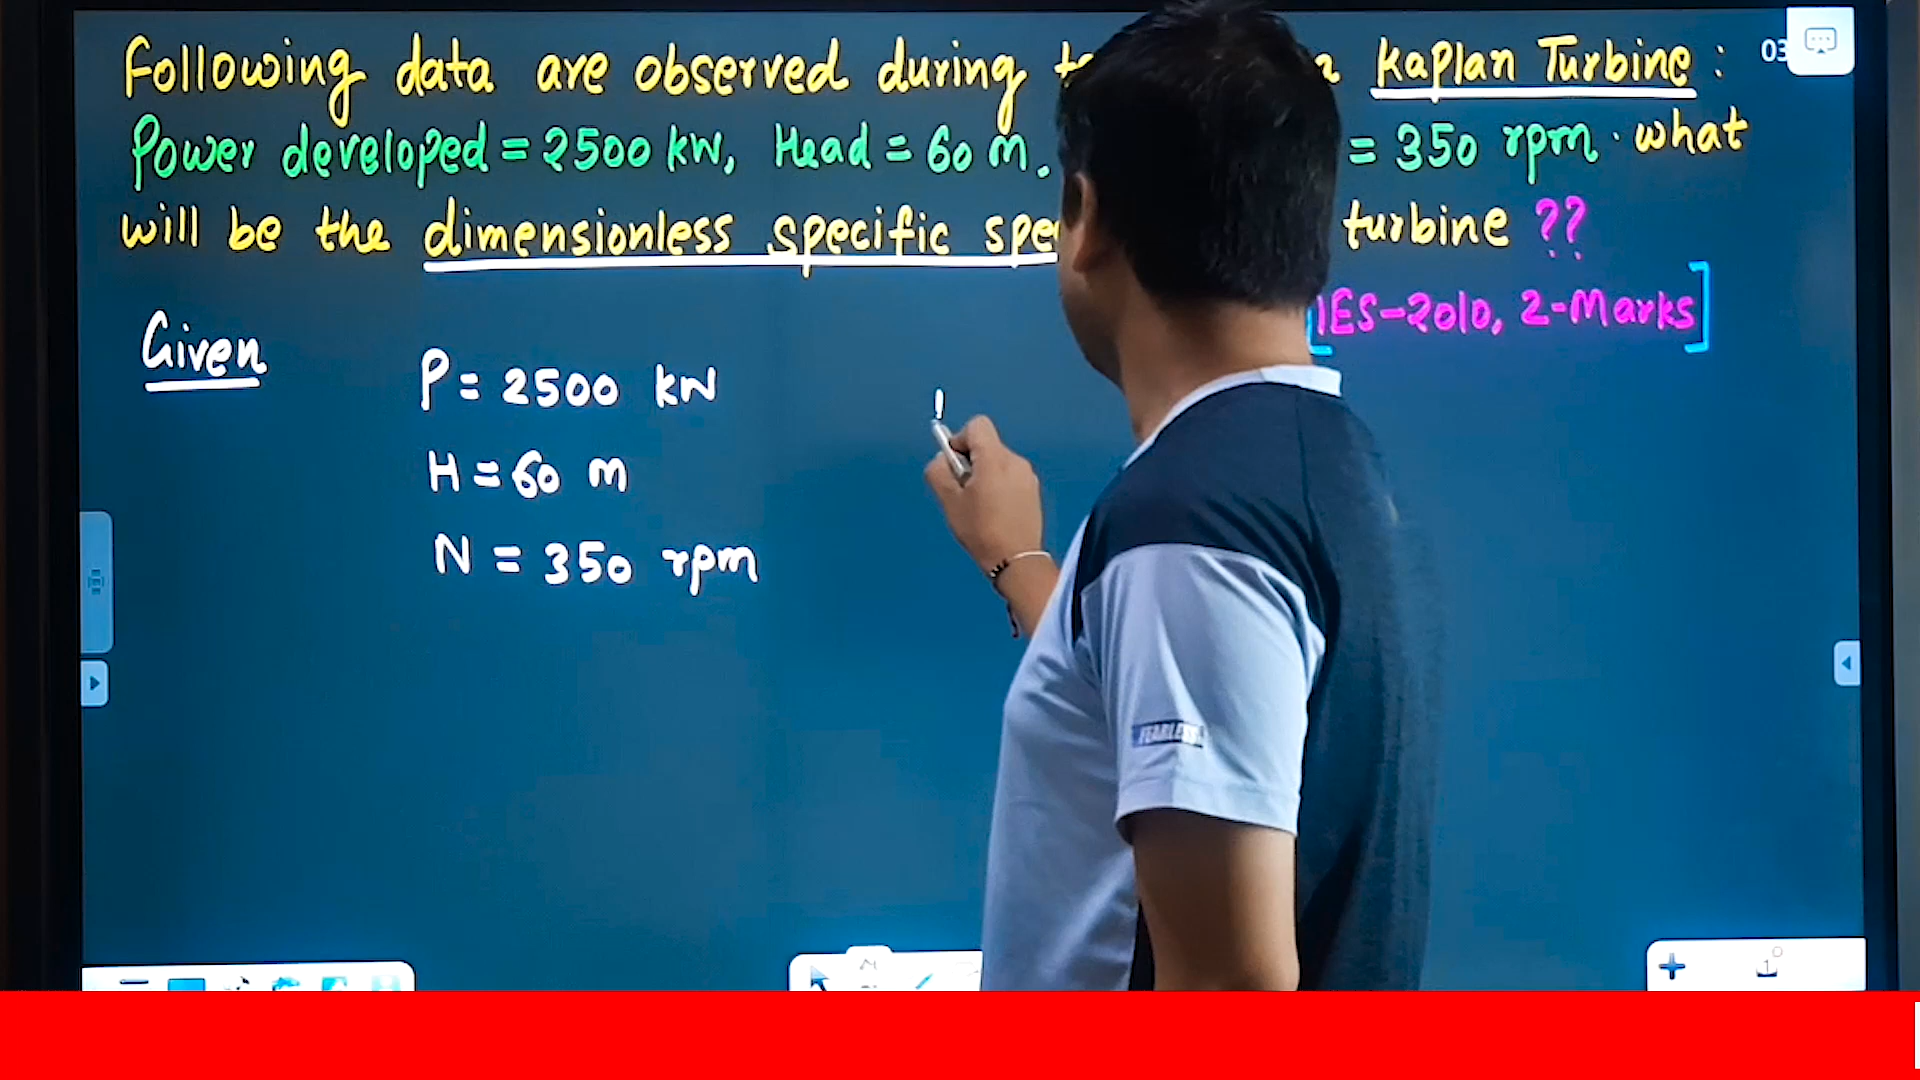 Following data are observed during Kaplan Turbine :
Power developed = 2500 kW, Head = 60 m. = 350 rpm. what
will be the dimensionless specific turbine ??
[IES-2010, 2-Marks]
Given
P = 2500 kW
H = 60 m
N = 350 rpm
FEARLESS